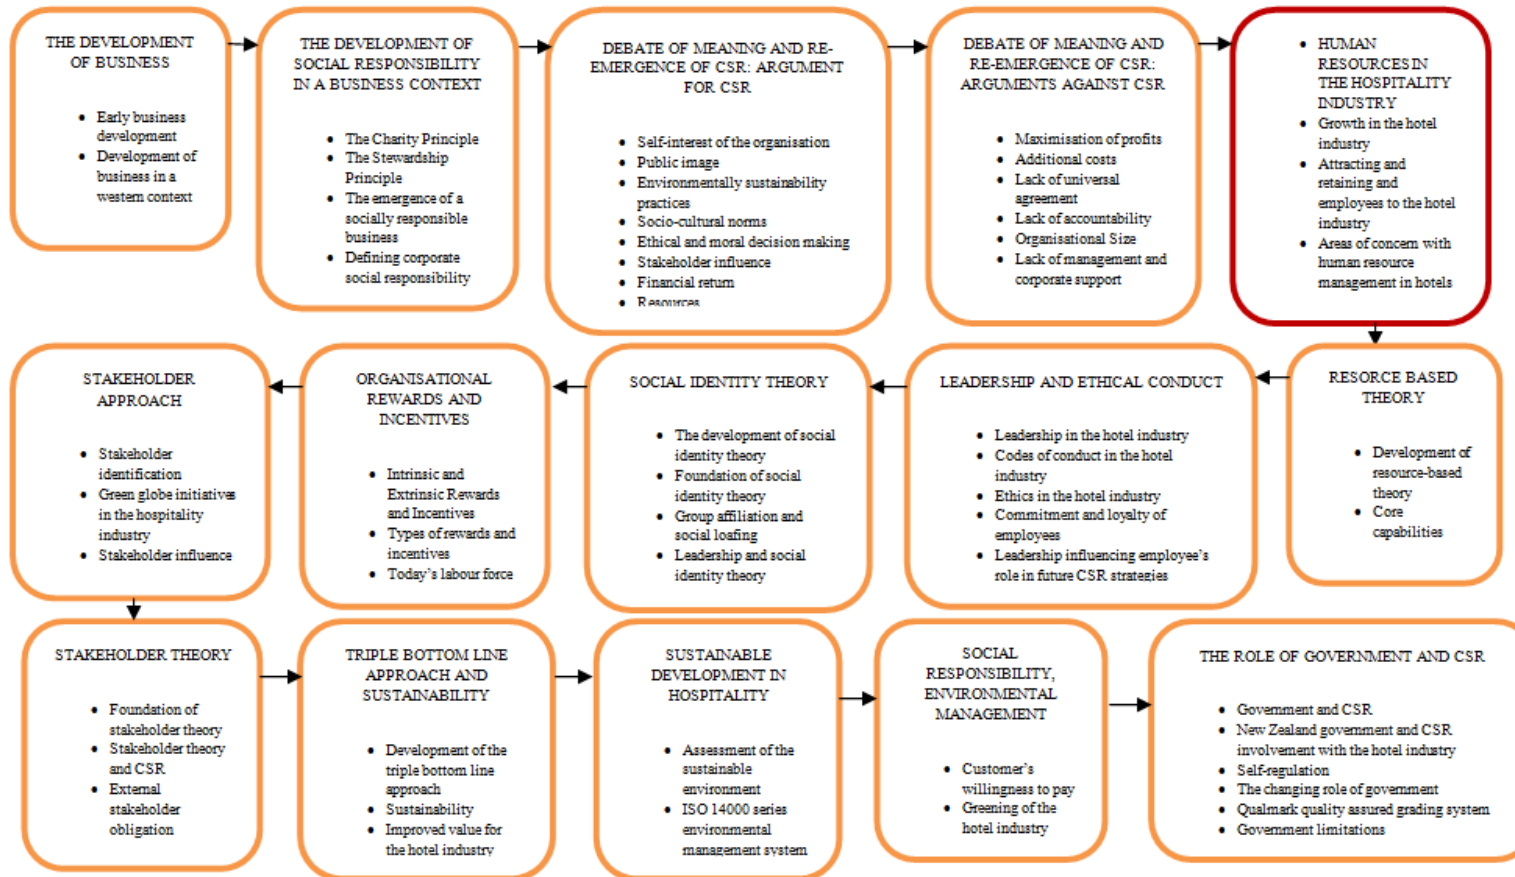 THE DEVELOPMENT
OF BUSINESS
• Early business
development
• Development of
business in a
western context
THE DEVELOPMENT OF
SOCIAL RESPONSIBILITY
IN A BUSINESS CONTEXT
• The Charity Principle
• The Stewardship
Principle
• The emergence of a
socially responsible
business
• Defining corporate
social responsibility
DEBATE OF MEANING AND RE-
EMERGENCE OF CSR: ARGUMENT
FOR CSR
• Self-interest of the organisation
• Public image
• Environmentally sustainability
practices
• Socio-cultural norms
• Ethical and moral decision making
• Stakeholder influence
• Financial return
• Resources
DEBATE OF MEANING AND
RE-EMERGENCE OF CSR:
ARGUMENTS AGAINST CSR
• Maximisation of profits
• Additional costs
• Lack of universal
agreement
• Lack of accountability
• Organisational Size
• Lack of management and
corporate support
• HUMAN
RESOURCES IN
THE HOSPITALITY
INDUSTRY
• Growth in the hotel
industry
• Attracting and
retaining and
employees to the hotel
industry
• Areas of concern with
human resource
management in hotels
STAKEHOLDER
APPROACH
• Stakeholder
identification
• Green globe initiatives
in the hospitality
industry
• Stakeholder influence
ORGANISATIONAL
REWARDS AND
INCENTIVES
• Intrinsic and
Extrinsic Rewards
and Incentives
• Types of rewards and
incentives
• Today's labour force
SOCIAL IDENTITY THEORY
• The development of social
identity theory
• Foundation of social
identity theory
• Group affiliation and
social loafing
• Leadership and social
identity theory
LEADERSHIP AND ETHICAL CONDUCT
• Leadership in the hotel industry
• Codes of conduct in the hotel
industry
• Ethics in the hotel industry
• Commitment and loyalty of
employees
• Leadership influencing employee's
role in future CSR strategies
RESORCE BASED
THEORY
• Development of
resource-based
theory
• Core
capabilities
STAKEHOLDER THEORY
• Foundation of
stakeholder theory
• Stakeholder theory
and CSR
• External
stakeholder
obligation
TRIPLE BOTTOM LINE
APPROACH AND
SUSTAINABILITY
• Development of the
triple bottom line
approach
• Sustainability
• Improved value for
the hotel industry
SUSTAINABLE
DEVELOPMENT IN
HOSPITALITY
• Assessment of the
sustainable
environment
• ISO 14000 series
environmental
management system
SOCIAL
RESPONSIBILITY,
ENVIRONMENTAL
MANAGEMENT
• Customer's
willingness to pay
• Greening of the
hotel industry
THE ROLE OF GOVERNMENT AND CSR
• Government and CSR
• New Zealand government and CSR
involvement with the hotel industry
• Self-regulation
• The changing role of government
• Qualmark quality assured grading system
• Government limitations